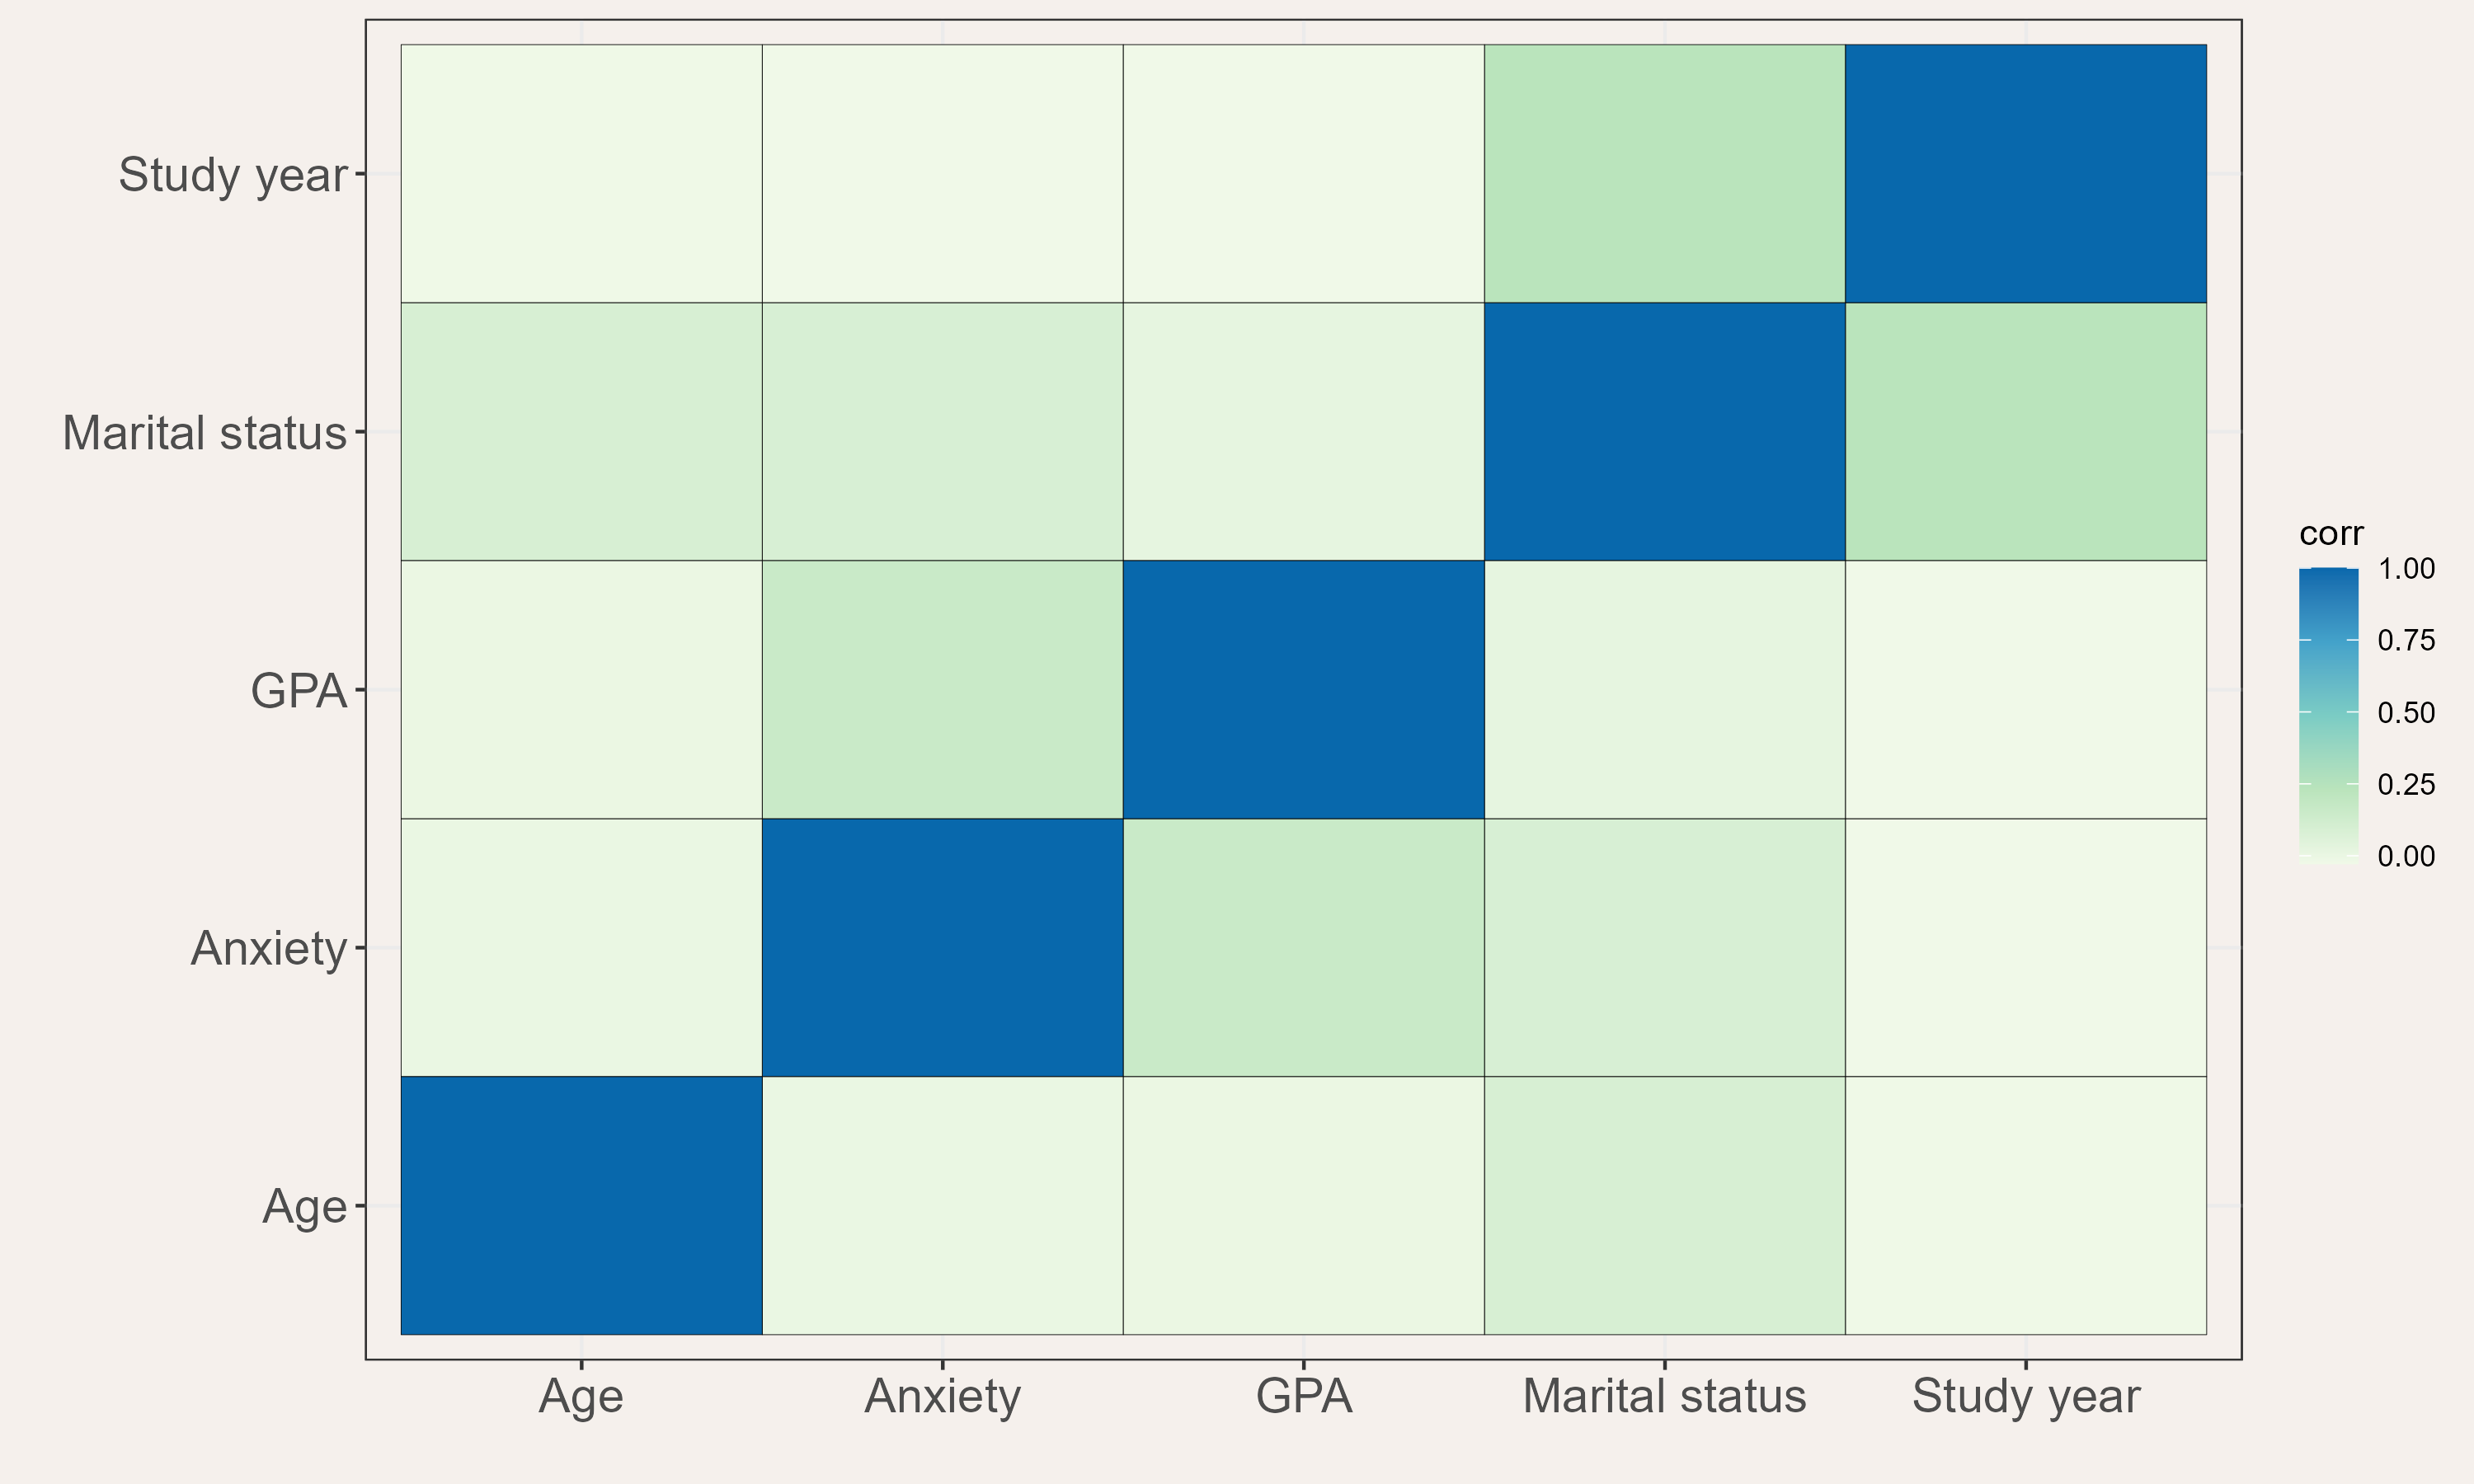 Study year
Marital status
GPA
Anxiety
Age
Age
Anxiety
GPA
Marital status
Study year
corr
1.00
0.75
0.50
0.25
0.00